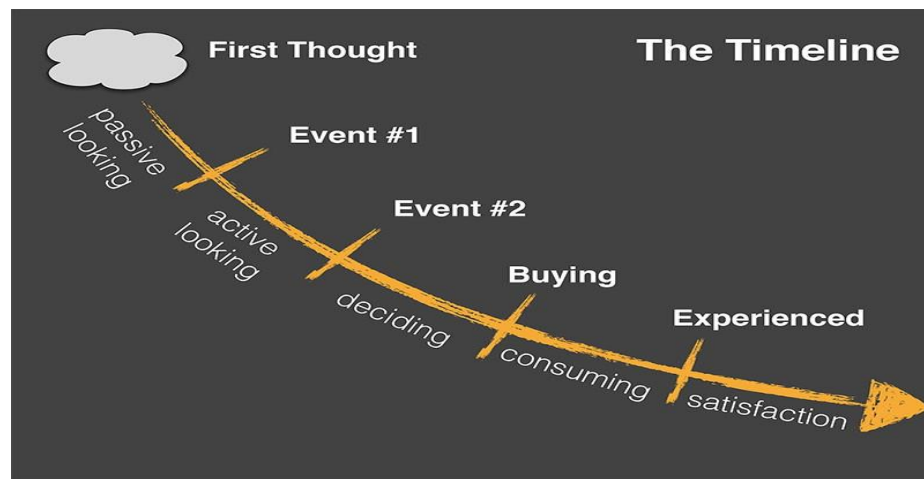 First Thought
The Timeline
passive
looking
Event #1
active
looking
Event #2
deciding
Buying
consuming
Experienced
satisfaction